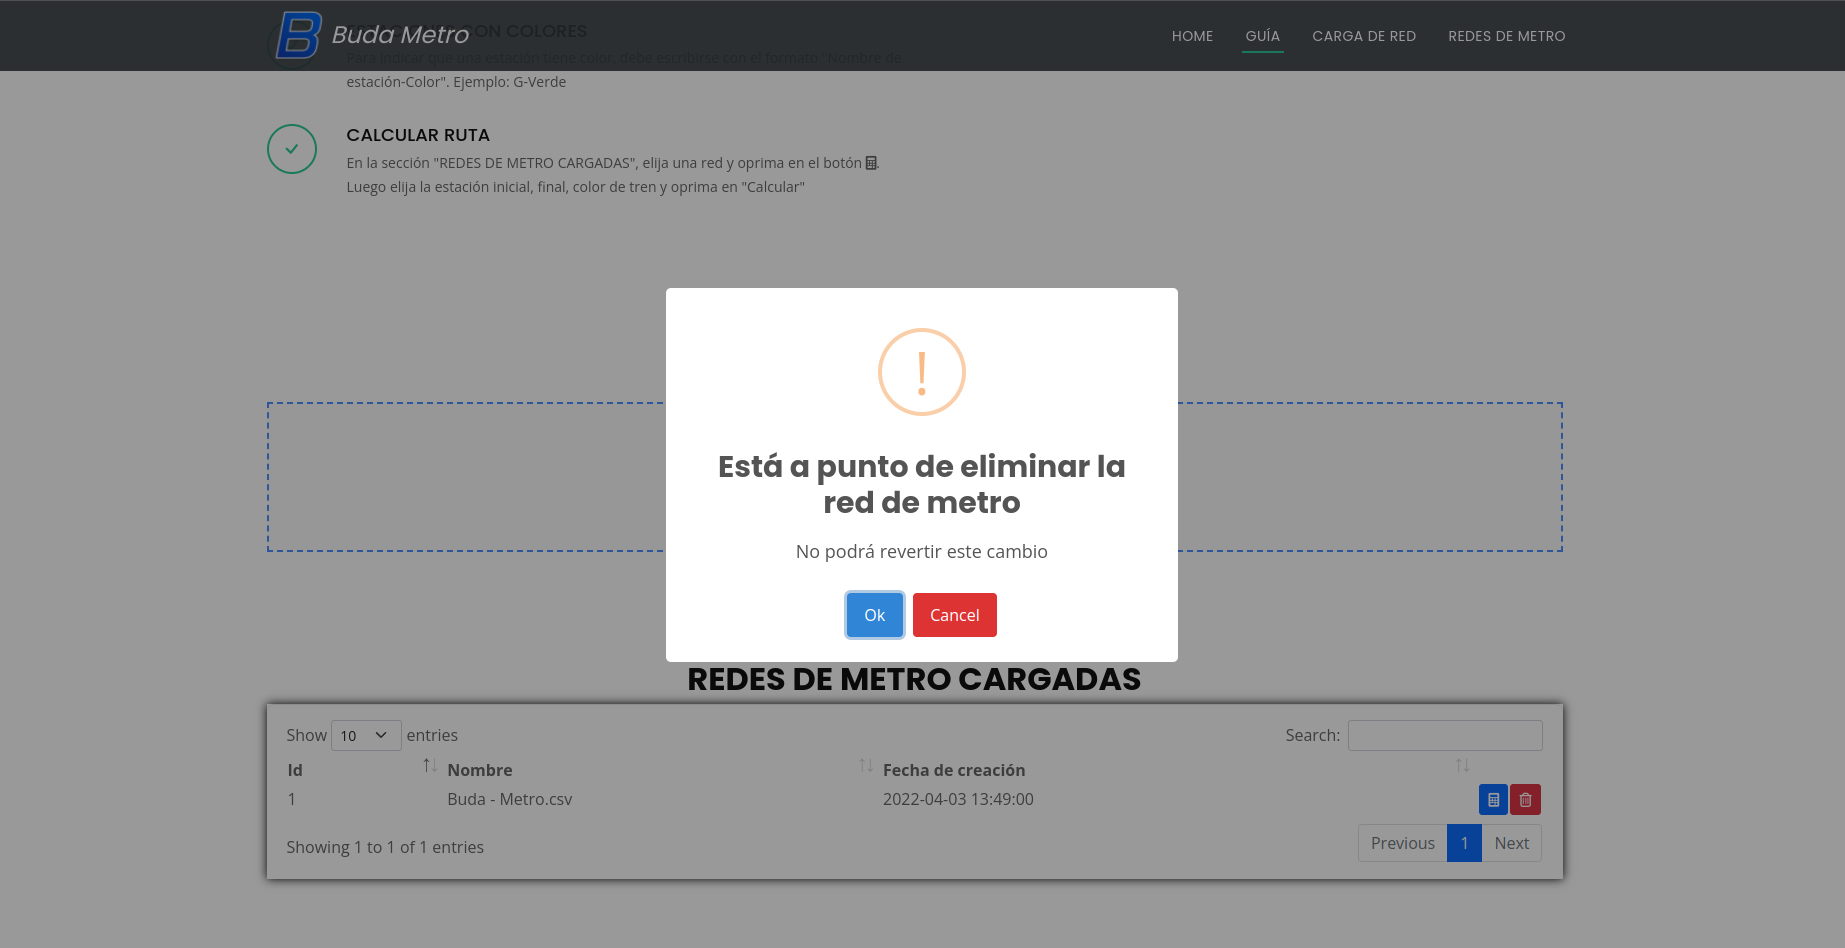 B Buda Metro
HOME
GUÍA
CARGA DE RED
REDES DE METRO
ESTACIONES CON COLORES
Para indicar que una estación tiene color, debe escribirse con el formato "Nombre de
estación-Color". Ejemplo: G-Verde
CALCULAR RUTA
En la sección "REDES DE METRO CARGADAS", elija una red y oprima en el botón .
Luego elija la estación inicial, final, color de tren y oprima en "Calcular"
!
Está a punto de eliminar la
red de metro
No podrá revertir este cambio
Ok
Cancel
REDES DE METRO CARGADAS
Show 10 entries
Search:
Id
Nombre
Fecha de creación
1
Buda - Metro.csv
2022-04-03 13:49:00
Showing 1 to 1 of 1 entries
Previous
1
Next